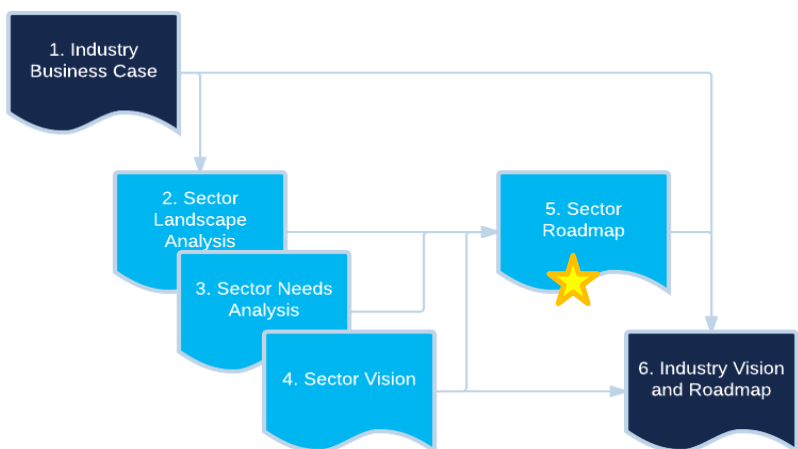 1. Industry
Business Case
2. Sector
Landscape
Analysis
3. Sector Needs
Analysis
4. Sector Vision
5. Sector
Roadmap
6. Industry Vision
and Roadmap